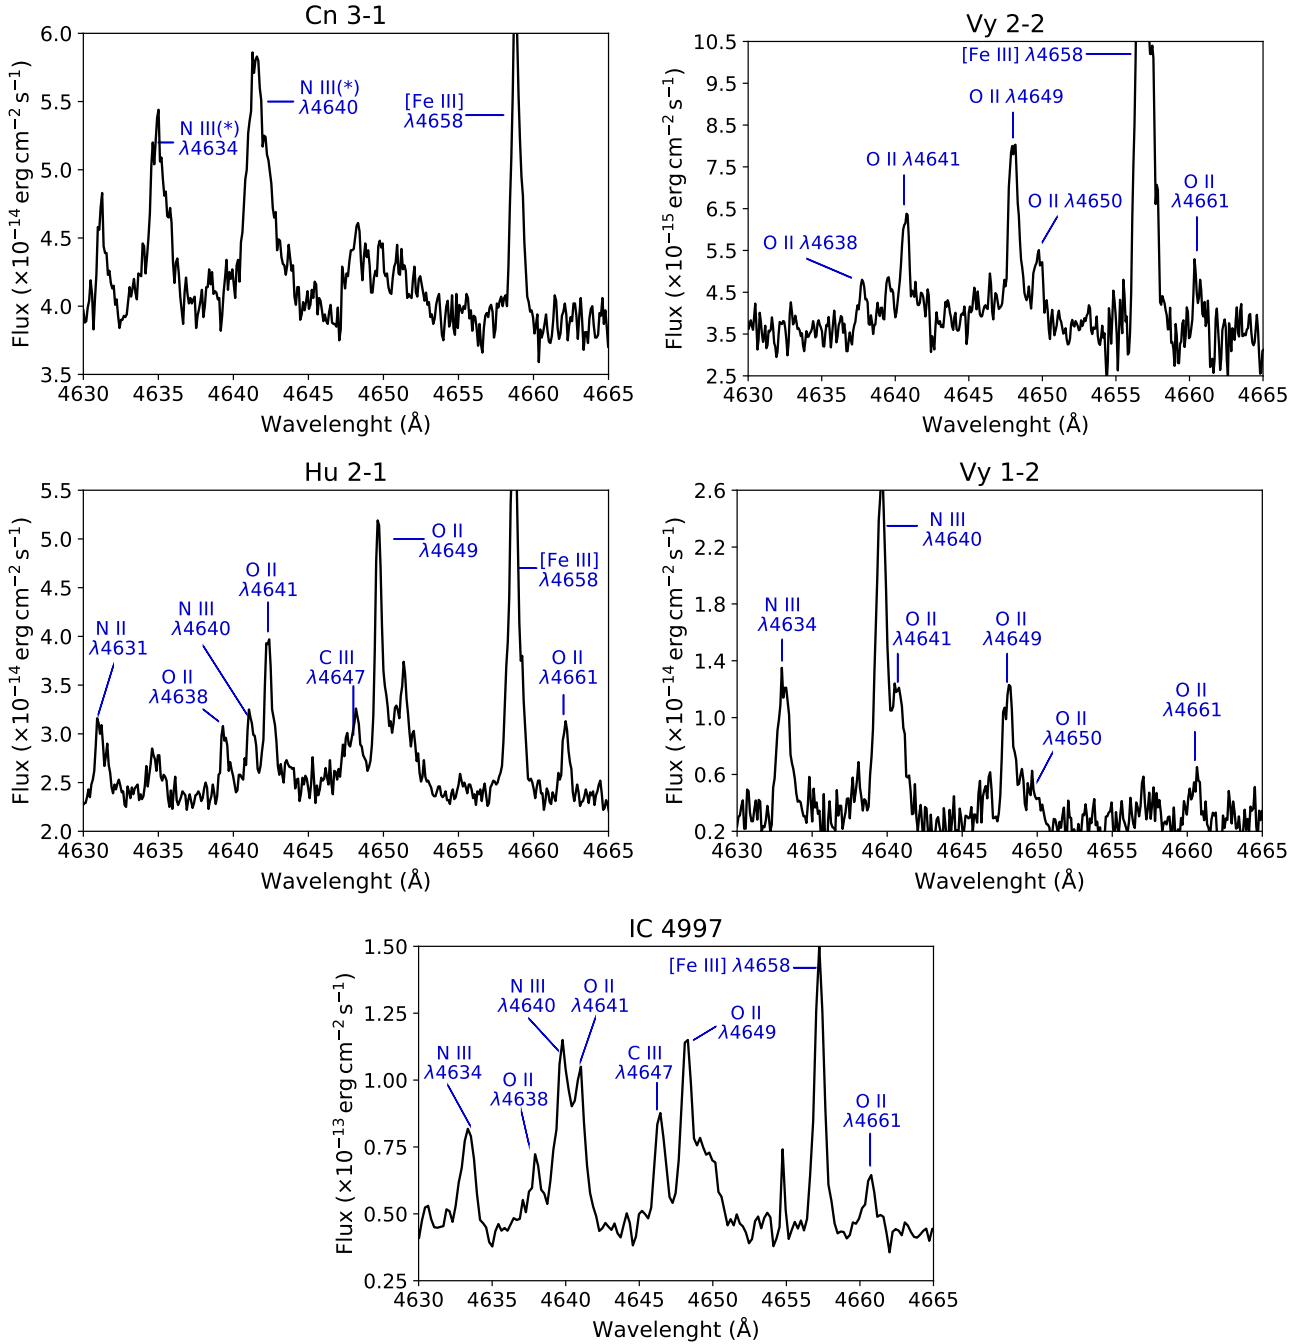 Cn 3-1
6.0
5.5
5.0
4.5
4.0
3.5
Flux (×10⁻¹⁴ erg cm⁻² s⁻¹)
N III(*)
λ4634
N III(*)
λ4640
[Fe III]
λ4658
4630 4635 4640 4645 4650 4655 4660 4665
Wavelenght (Å)
Vy 2-2
10.5
9.5
8.5
7.5
6.5
5.5
4.5
3.5
2.5
Flux (×10⁻¹⁵ erg cm⁻² s⁻¹)
[Fe III] λ4658
O II λ4649
O II λ4641
O II λ4650
O II
λ4661
O II λ4638
4630 4635 4640 4645 4650 4655 4660 4665
Wavelenght (Å)
Hu 2-1
5.5
5.0
4.5
4.0
3.5
3.0
2.5
2.0
Flux (×10⁻¹⁴ erg cm⁻² s⁻¹)
N II
λ4631
O II
λ4638
N III
λ4640
O II
λ4641
C III
λ4647
O II
λ4649
[Fe III]
λ4658
O II
λ4661
4630 4635 4640 4645 4650 4655 4660 4665
Wavelenght (Å)
Vy 1-2
2.6
2.2
1.8
1.4
1.0
0.6
0.2
Flux (×10⁻¹⁴ erg cm⁻² s⁻¹)
N III
λ4634
N III
λ4640
O II
λ4641
O II
λ4649
O II
λ4650
O II
λ4661
4630 4635 4640 4645 4650 4655 4660 4665
Wavelenght (Å)
IC 4997
1.50
1.25
1.00
0.75
0.50
0.25
Flux (×10⁻¹³ erg cm⁻² s⁻¹)
N III
λ4634
O II
λ4638
N III
λ4640
O II
λ4641
C III
λ4647
O II
λ4649
[Fe III] λ4658
O II
λ4661
4630 4635 4640 4645 4650 4655 4660 4665
Wavelenght (Å)